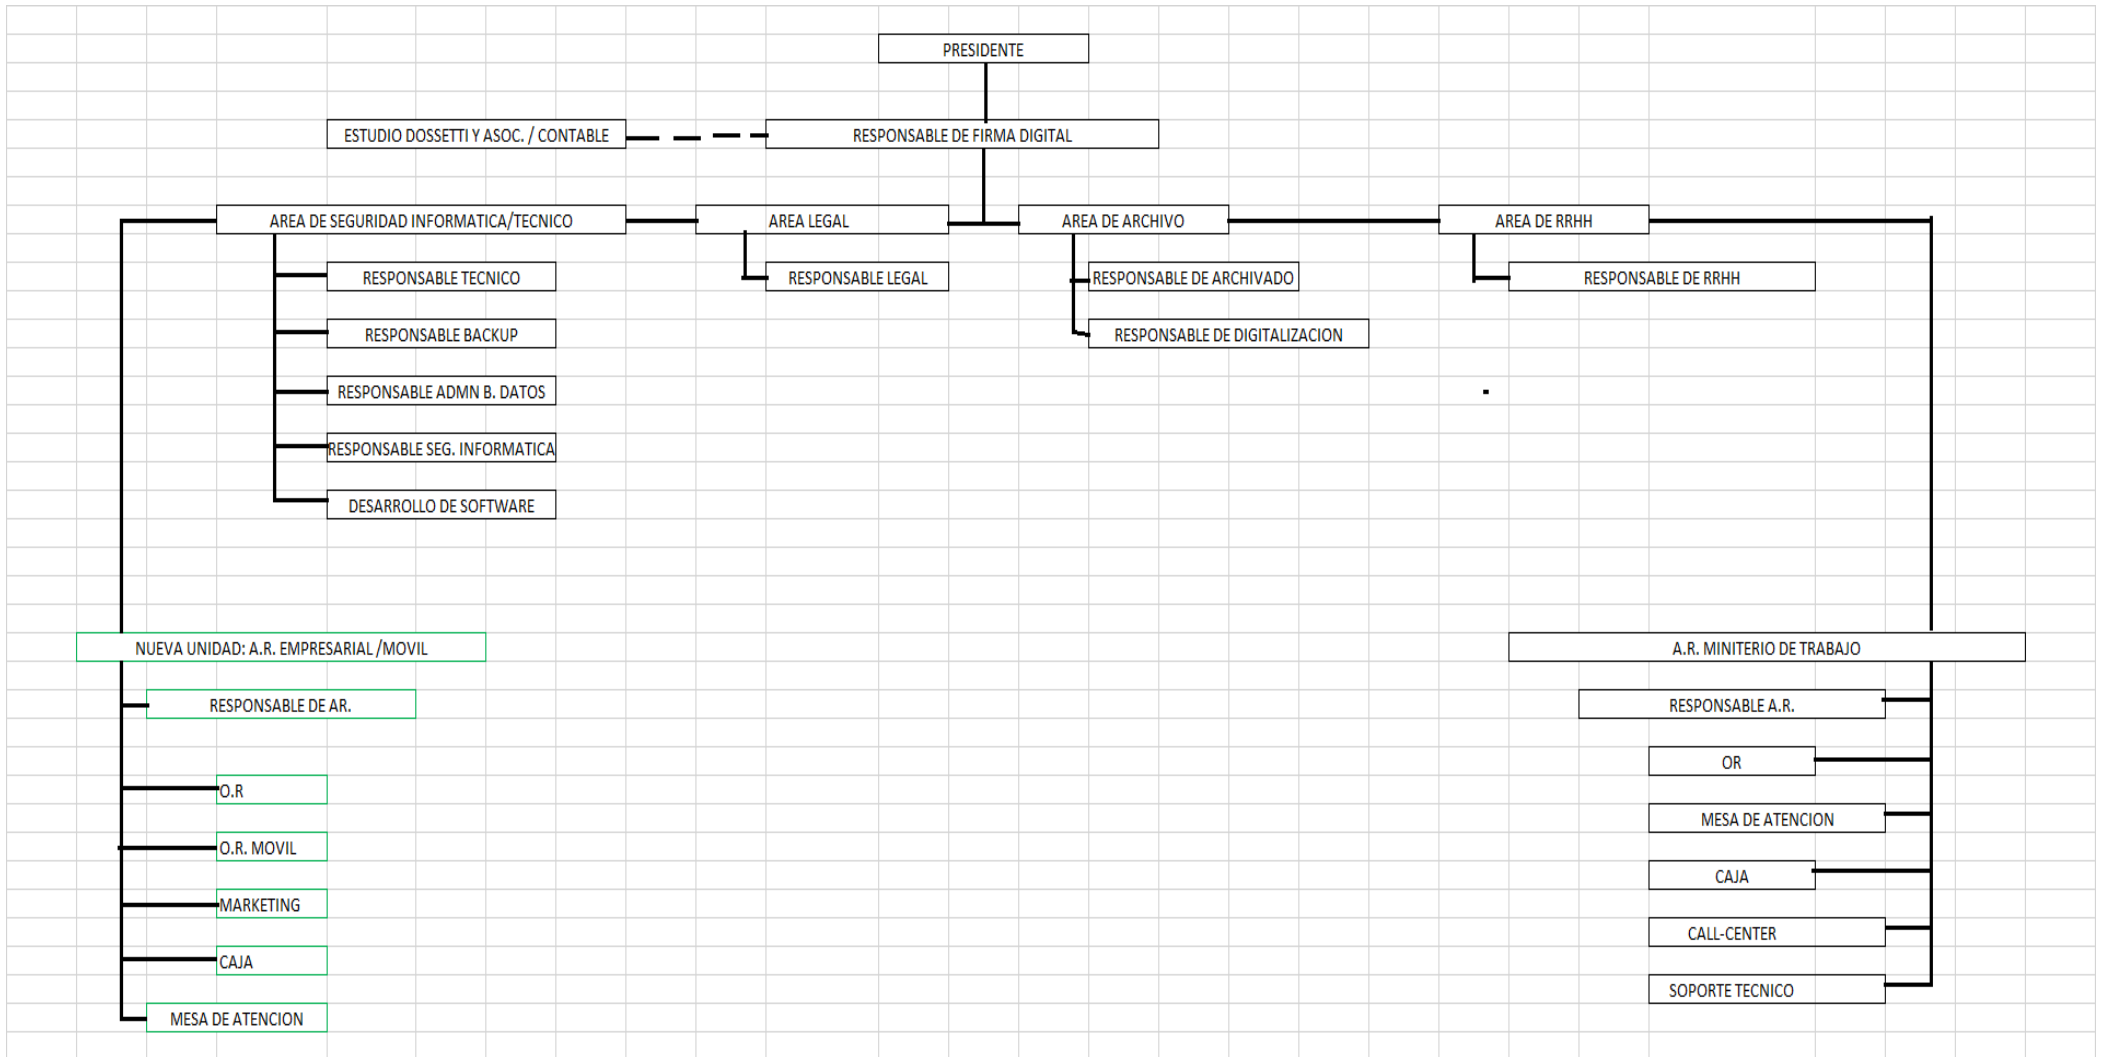 PRESIDENTE
ESTUDIO DOSSETTI Y ASOC. / CONTABLE
RESPONSABLE DE FIRMA DIGITAL
AREA DE SEGURIDAD INFORMATICA/TECNICO
AREA LEGAL
AREA DE ARCHIVO
AREA DE RRHH
RESPONSABLE TECNICO
RESPONSABLE LEGAL
RESPONSABLE DE ARCHIVADO
RESPONSABLE DE RRHH
RESPONSABLE BACKUP
RESPONSABLE DE DIGITALIZACION
RESPONSABLE ADMN B. DATOS
RESPONSABLE SEG. INFORMATICA
DESARROLLO DE SOFTWARE
NUEVA UNIDAD: A.R. EMPRESARIAL /MOVIL
A.R. MINITERIO DE TRABAJO
RESPONSABLE DE AR.
RESPONSABLE A.R.
OR
O.R
MESA DE ATENCION
O.R. MOVIL
CAJA
MARKETING
CALL-CENTER
CAJA
SOPORTE TECNICO
MESA DE ATENCION